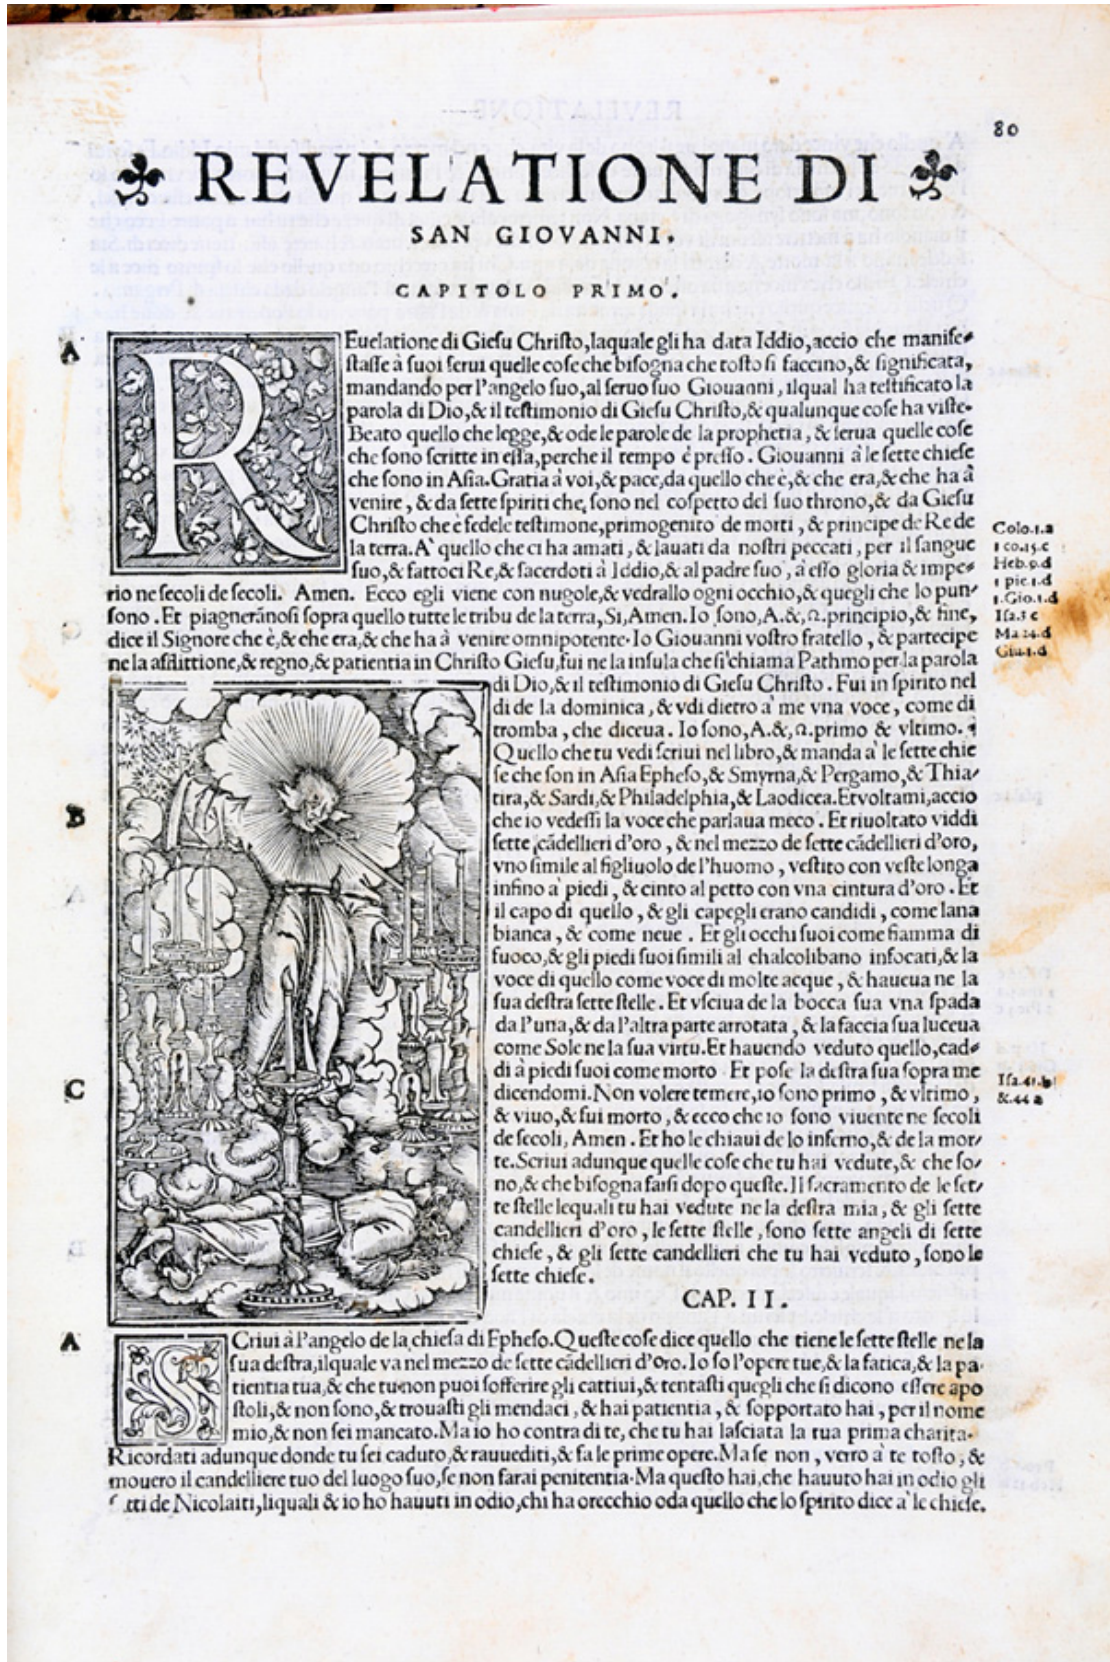 80
REVELATIONE DI
SAN GIOVANNI.
CAPITOLO PRIMO.
A
REuelatione di Giesu Christo, laquale gli ha data Iddio, accio che manife-
stasse à suoi serui quelle cose che bisogna che tosto si faccino, & significata,
mandando per l'angelo suo, al seruo suo Giouanni, ilqual ha testificato la
parola di Dio, & il testimonio di Giesu Christo, & qualunque cose ha viste.
Beato quello che legge, & ode le parole de la prophetia, & serua quelle cose
che sono scritte in essa, perche il tempo è presso. Giouanni à le sette chiese
che sono in Asia. Gratia à voi, & pace, da quello che è, & che era, & che ha à
venire, & da sette spiriti che sono nel cospetto del suo throno, & da Giesu
Christo che è fedele testimone, primogenito de morti, & principe de Re de
la terra. A' quello che ci ha amati, & lauati da nostri peccati, per il sangue
suo, & fattoci Re, & sacerdoti à Iddio, & al padre suo, à esso gloria & impe-
rio ne secoli de secoli. Amen. Ecco egli viene con nugole, & vedrallo ogni occhio, & quegli che lo pun-
sono. Et piagnerānosi sopra quello tutte le tribu de la terra, Si, Amen. Io sono, A. &, Ω. principio, & fine,
dice il Signore che è, & che era, & che ha à venire omnipotente. Io Giouanni vostro fratello, & partecipe
ne la afflittione, & regno, & patientia in Christo Giesu, fui ne la insula che si chiama Pathmo per la parola
di Dio, & il testimonio di Giesu Christo. Fui in spirito nel
di de la dominica, & vdi dietro a' me vna voce, come di
tromba, che diceua. Io sono, A. &, Ω. primo & vltimo.
Quello che tu vedi scriui nel libro, & manda a' le sette chie
se che son in Asia Epheso, & Smyrna, & Pergamo, & Thia-
tira, & Sardi, & Philadelphia, & Laodicea. Et voltami, accio
che io vedessi la voce che parlaua meco. Et riuoltato viddi
sette cādellieri d'oro, & nel mezzo de sette cādellieri d'oro,
vno simile al figliuolo de l'huomo, vestito con veste longa
infino a' piedi, & cinto al petto con vna cintura d'oro. Et
il capo di quello, & gli capegli erano candidi, come lana
bianca, & come neue. Et gli occhi suoi come fiamma di
fuoco, & gli piedi suoi simili al chalcolibano infocati, & la
voce di quello come voce di molte acque, & haueua ne la
sua destra sette stelle. Et vsciua de la bocca sua vna spada
da l'una, & da l'altra parte arrotata, & la faccia sua luceua
come Sole ne la sua virtu. Et hauendo veduto quello, cad-
di à piedi suoi come morto. Et pose la destra sua sopra me
dicendomi. Non volere temere, io sono primo, & vltimo,
& viuo, & fui morto, & ecco che io sono viuente ne secoli
de secoli, Amen. Et ho le chiaui de lo inferno, & de la mor-
te. Scriui adunque quelle cose che tu hai vedute, & che so-
no, & che bisogna farsi dopo queste. Il sacramento de le set-
te stelle lequali tu hai vedute ne la destra mia, & gli sette
candellieri d'oro, le sette stelle, sono sette angeli di sette
chiese, & gli sette candellieri che tu hai veduto, sono le
sette chiese.
B
C
Colo.1.a
1 co.15.c
Heb.9.d
1 pie.1.d
1.Gio.1.d
Isa.3 c
Ma 24.d
Giu.1.d
Isa.41.b
&.44 a
CAP. II.
A
SCriui à l'angelo de la chiesa di Epheso. Queste cose dice quello che tiene le sette stelle ne la
sua destra, ilquale va nel mezzo de sette cādellieri d'oro. Io so l'opere tue, & la fatica, & la pa-
tientia tua, & che tu non puoi sofferire gli cattiui, & tentasti quegli che si dicono essere apo
stoli, & non sono, & trouasti gli mendaci, & hai patientia, & sopportato hai, per il nome
mio, & non sei mancato. Ma io ho contra di te, che tu hai lasciata la tua prima charita.
Ricordati adunque donde tu sei caduto, & rauuediti, & fa le prime opere. Ma se non, verro à te tosto, &
mouero il candelliere tuo del luogo suo, se non farai penitentia. Ma questo hai, che hauuto hai in odio gli
tti de Nicolaiti, liquali & io ho hauuti in odio, chi ha orecchio oda quello che lo spirito dice a' le chiese.